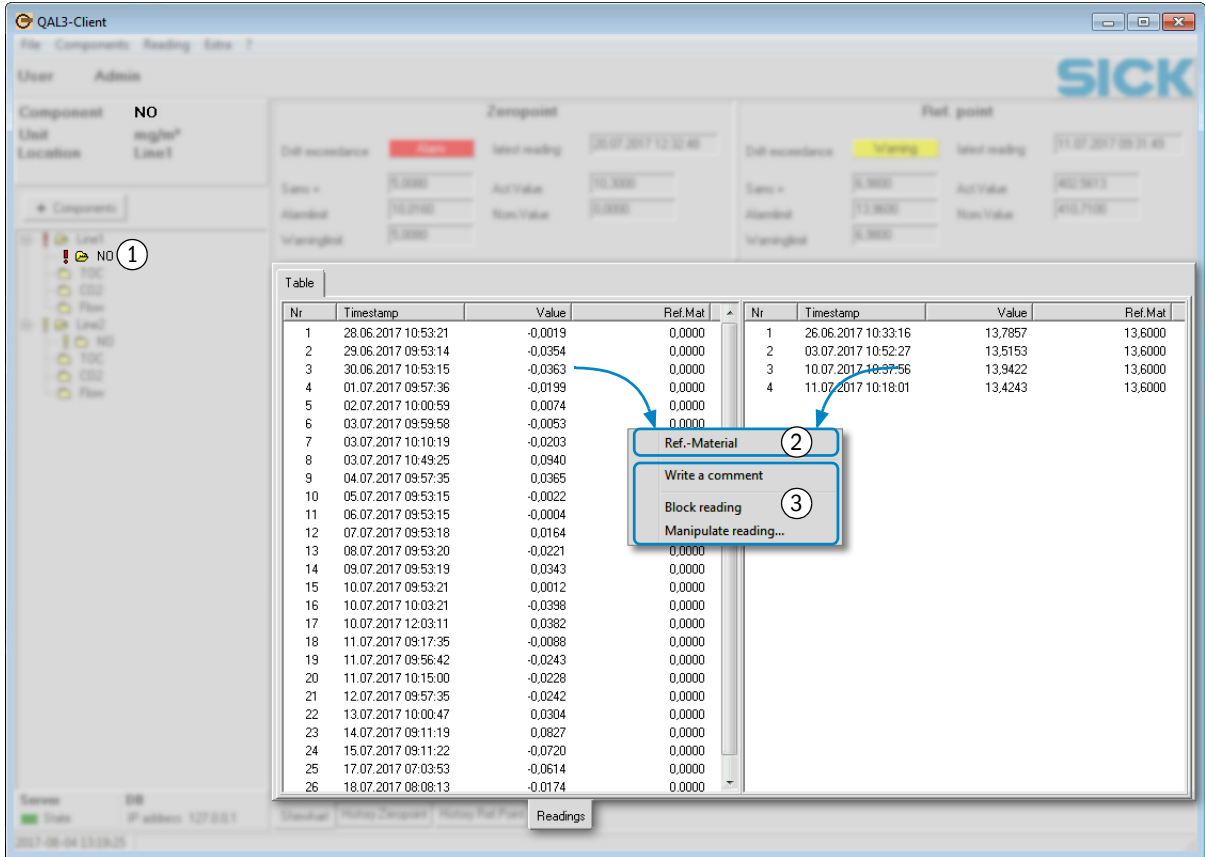 QAL3-Client
File Components Reading Extra ?
User Admin
SICK
Component NO
Unit mg/m³
Location Line1
+ Components
Line1
NO 1
TOC
CO2
Flow
Line2
NO
TOC
CO2
Flow
Server DB
State IP address: 127.0.0.1
Zeropoint
Drift exceedance Alarm latest reading 20.07.2017 12:32:48
Sams + 5.0080 Act.Value 10,3000
Alarmlimit 10,0160 Nom.Value 0,0000
Warninglimit 5,0080
Ref. point
Drift exceedance Warning latest reading 11.07.2017 09:31:49
Sams + 6,9800 Act.Value 402,5613
Alarmlimit 13,9600 Nom.Value 410,7100
Warninglimit 6,9800
Table
Nr Timestamp Value Ref.Mat
1 28.06.2017 10:53:21 -0,0019 0,0000
2 29.06.2017 09:53:14 -0,0354 0,0000
3 30.06.2017 10:53:15 -0,0363 0,0000
4 01.07.2017 09:57:36 -0,0199 0,0000
5 02.07.2017 10:00:59 0,0074 0,0000
6 03.07.2017 09:59:58 -0,0053 0,0000
7 03.07.2017 10:10:19 -0,0203
8 03.07.2017 10:49:25 0,0940
9 04.07.2017 09:57:35 0,0365
10 05.07.2017 09:53:15 -0,0022
11 06.07.2017 09:53:15 -0,0004
12 07.07.2017 09:53:18 0,0164
13 08.07.2017 09:53:20 -0,0221 0,0000
14 09.07.2017 09:53:19 0,0343 0,0000
15 10.07.2017 09:53:21 0,0012 0,0000
16 10.07.2017 10:03:21 -0,0398 0,0000
17 10.07.2017 12:03:11 0,0382 0,0000
18 11.07.2017 09:17:35 -0,0088 0,0000
19 11.07.2017 09:56:42 -0,0243 0,0000
20 11.07.2017 10:15:00 -0,0228 0,0000
21 12.07.2017 09:57:35 -0,0242 0,0000
22 13.07.2017 10:00:47 0,0304 0,0000
23 14.07.2017 09:11:19 0,0827 0,0000
24 15.07.2017 09:11:22 -0,0720 0,0000
25 17.07.2017 07:03:53 -0,0614 0,0000
26 18.07.2017 08:08:13 -0,0174 0,0000
Nr Timestamp Value Ref.Mat
1 26.06.2017 10:33:16 13,7857 13,6000
2 03.07.2017 10:52:27 13,5153 13,6000
3 10.07.2017 10:37:56 13,9422 13,6000
4 11.07.2017 10:18:01 13,4243 13,6000
Ref.-Material 2
Write a comment
Block reading 3
Manipulate reading...
Shewhart History Zeropoint History Ref.Point Readings
2017-08-04 13:19:25